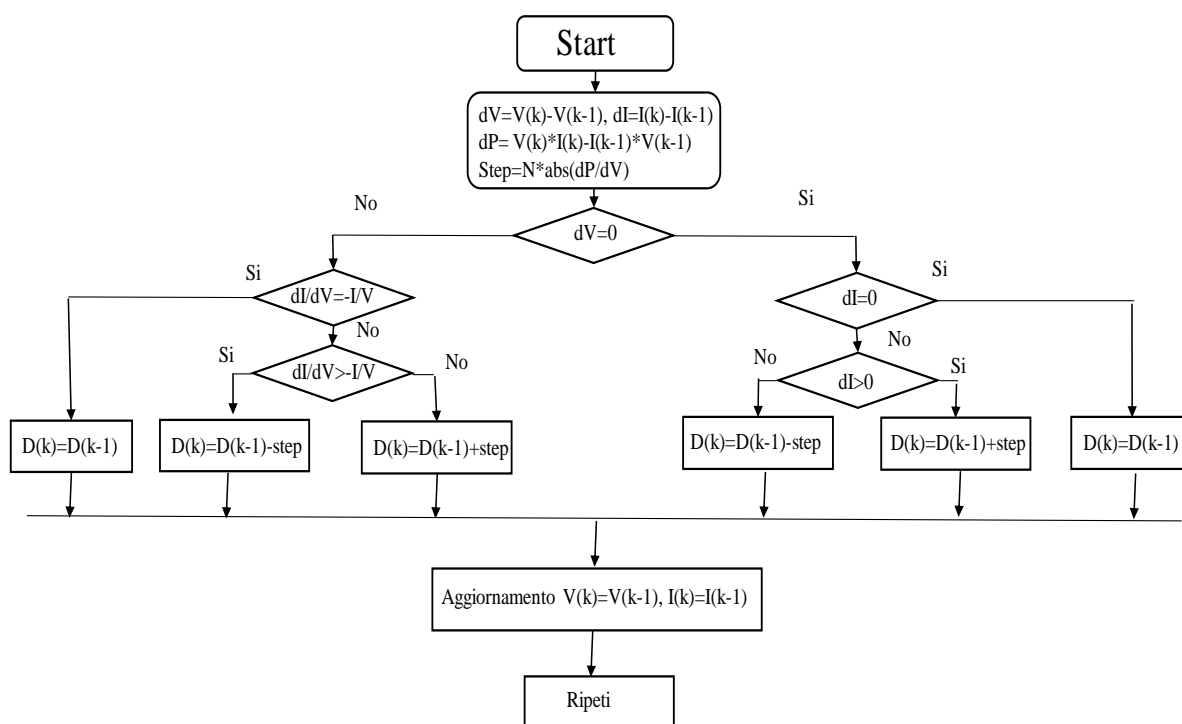 Start
dV=V(k)-V(k-1), dI=I(k)-I(k-1)
dP= V(k)*I(k)-I(k-1)*V(k-1)
Step=N*abs(dP/dV)
No
Si
dV=0
Si
dI/dV=-I/V
No
Si
dI/dV>-I/V
No
Si
dI=0
No
No
dI>0
Si
D(k)=D(k-1)
D(k)=D(k-1)-step
D(k)=D(k-1)+step
D(k)=D(k-1)-step
D(k)=D(k-1)+step
D(k)=D(k-1)
Aggiornamento V(k)=V(k-1), I(k)=I(k-1)
Ripeti